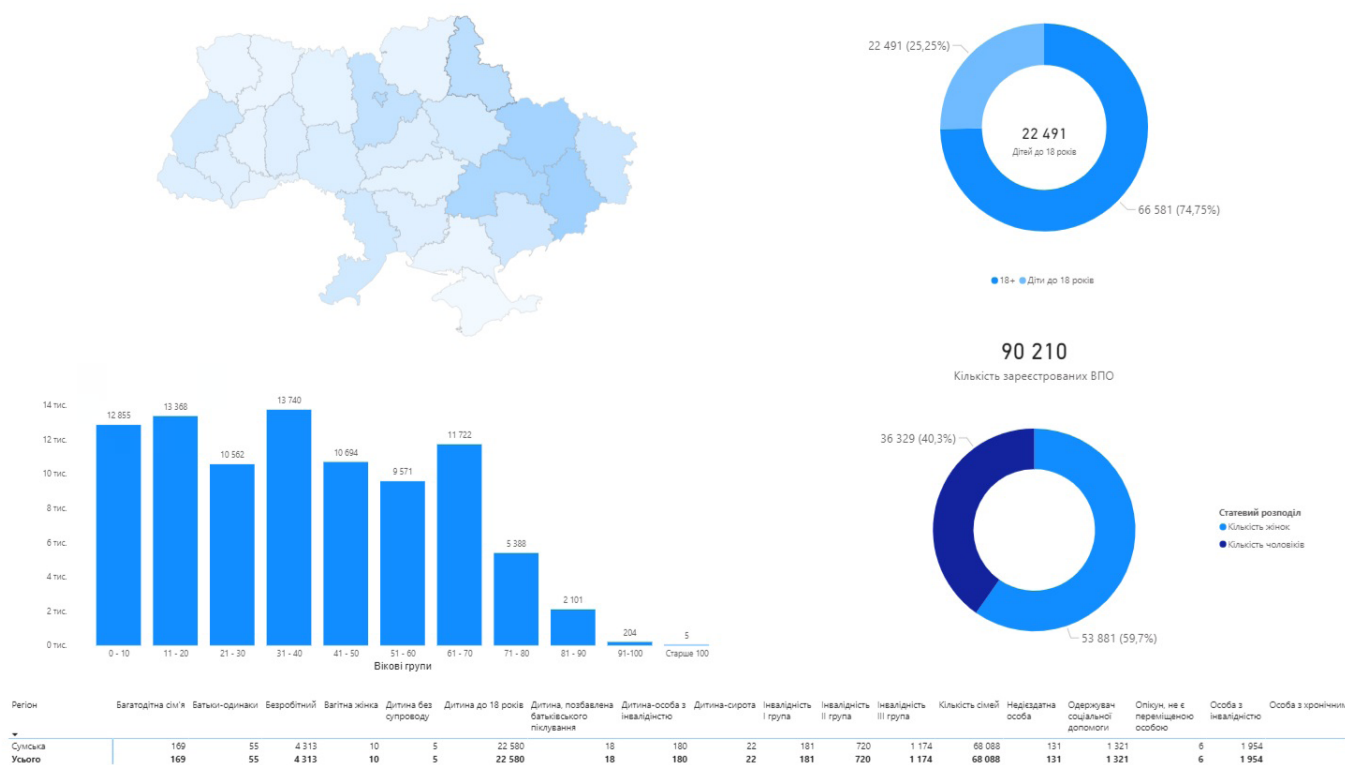 22 491 (25,25%)
22 491
Дітей до 18 років
66 581 (74,75%)
18+ Діти до 18 років
90 210
Кількість зареєстрованих ВПО
14 тис.
12 тис.
10 тис.
8 тис.
6 тис.
4 тис.
2 тис.
0 тис.
12 855
13 368
10 562
13 740
10 694
9 571
11 722
5 388
2 101
204
5
0 - 10 11 - 20 21 - 30 31 - 40 41 - 50 51 - 60 61 - 70 71 - 80 81 - 90 91-100 Старше 100
Вікові групи
36 329 (40,3%)
53 881 (59,7%)
Статевий розподіл
Кількість жінок
Кількість чоловіків
Регіон Багатодітна сім'я Батьки-одинаки Безробітний Вагітна жінка Дитина без Дитина до 18 років Дитина, позбавлена Дитина-особа з Дитина-сирота Інвалідність Інвалідність Інвалідність Кількість сімей Недієздатна Одержувач Опікун, не є Особа з Особа з хронічним
супроводу батьківського інвалідністю І група ІІ група ІІІ група особа соціальної переміщеною інвалідністю
піклування допомоги особою
Сумська 169 55 4 313 10 5 22 580 18 180 22 181 720 1 174 68 088 131 1 321 6 1 954
Усього 169 55 4 313 10 5 22 580 18 180 22 181 720 1 174 68 088 131 1 321 6 1 954